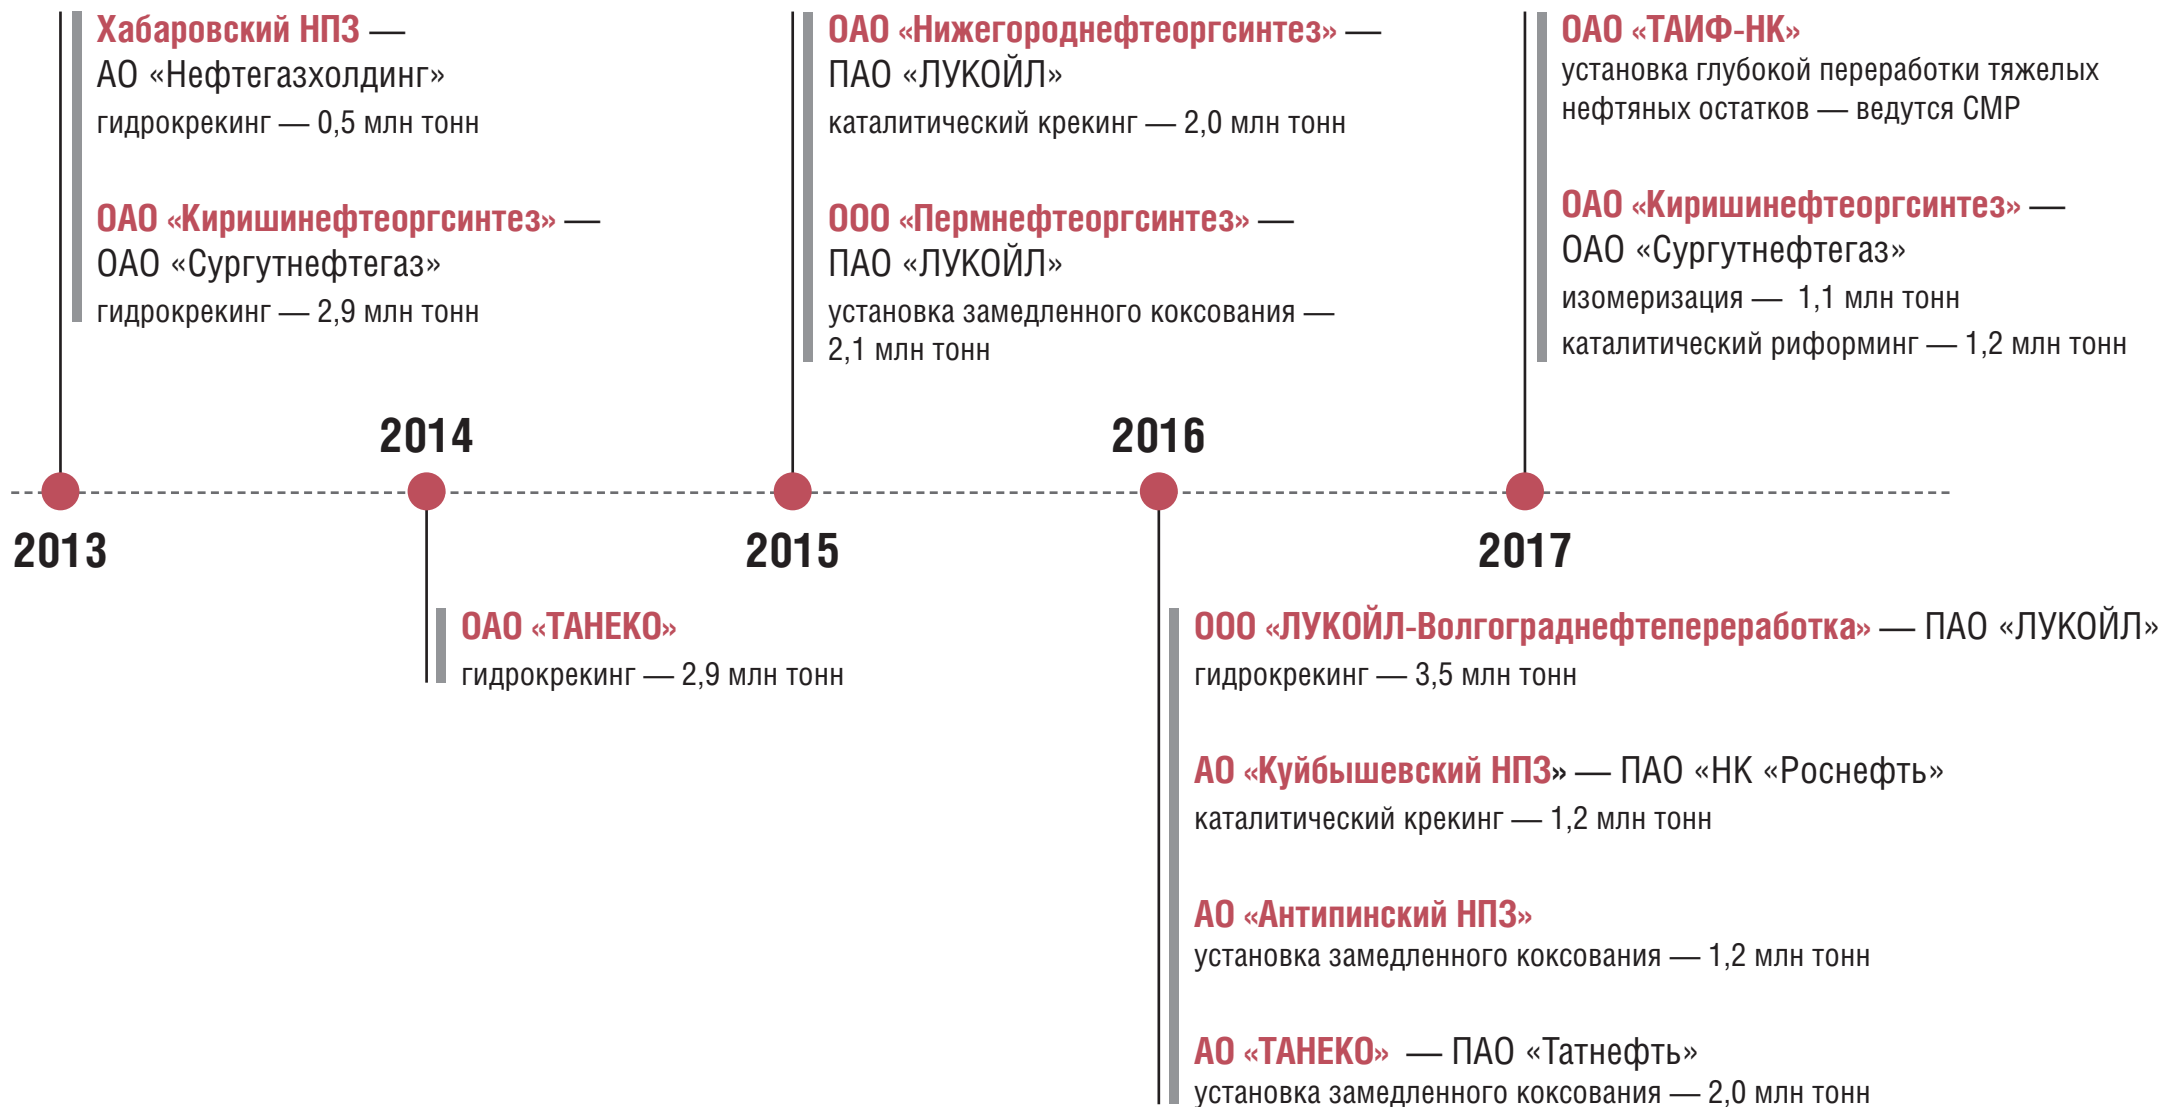 Хабаровский НПЗ —
АО «Нефтегазхолдинг»
гидрокрекинг — 0,5 млн тонн
ОАО «Киришинефтеоргсинтез» —
ОАО «Сургутнефтегаз»
гидрокрекинг — 2,9 млн тонн
ОАО «Нижегороднефтеоргсинтез» —
ПАО «ЛУКОЙЛ»
каталитический крекинг — 2,0 млн тонн
ООО «Пермнефтеоргсинтез» —
ПАО «ЛУКОЙЛ»
установка замедленного коксования —
2,1 млн тонн
ОАО «ТАИФ-НК»
установка глубокой переработки тяжелых
нефтяных остатков — ведутся СМР
ОАО «Киришинефтеоргсинтез» —
ОАО «Сургутнефтегаз»
изомеризация — 1,1 млн тонн
каталитический риформинг — 1,2 млн тонн
2014
2016
2013
2015
2017
ОАО «ТАНЕКО»
гидрокрекинг — 2,9 млн тонн
ООО «ЛУКОЙЛ-Волгограднефтепереработка» — ПАО «ЛУКОЙЛ»
гидрокрекинг — 3,5 млн тонн
АО «Куйбышевский НПЗ» — ПАО «НК «Роснефть»
каталитический крекинг — 1,2 млн тонн
АО «Антипинский НПЗ»
установка замедленного коксования — 1,2 млн тонн
АО «ТАНЕКО» — ПАО «Татнефть»
установка замедленного коксования — 2,0 млн тонн